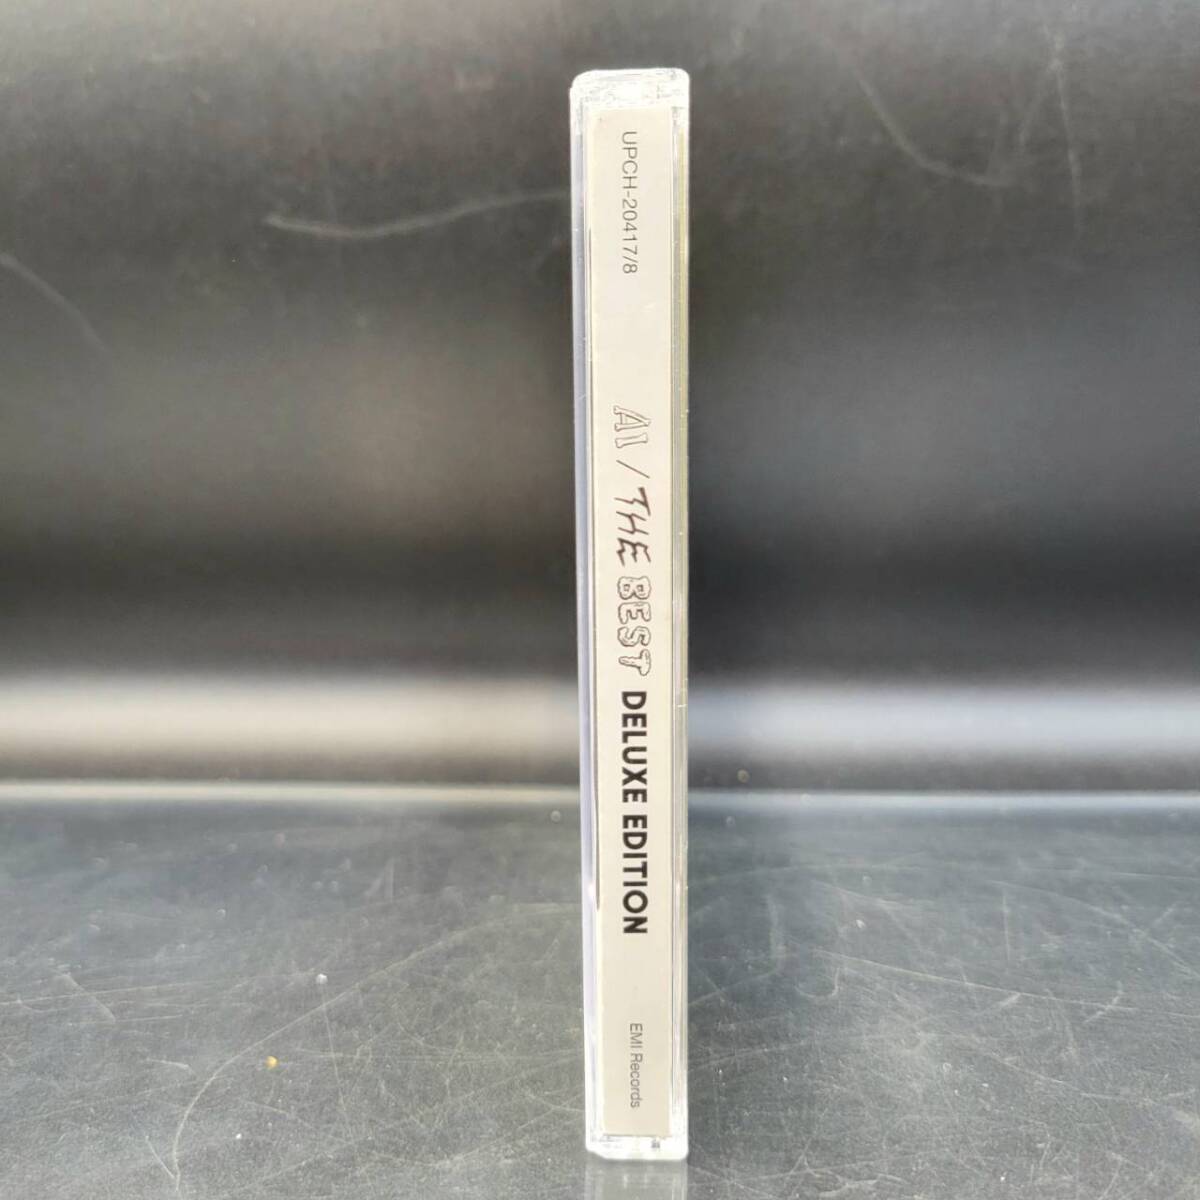 UPCH-20417/8
AI / THE BEST DELUXE EDITION
EMI Records